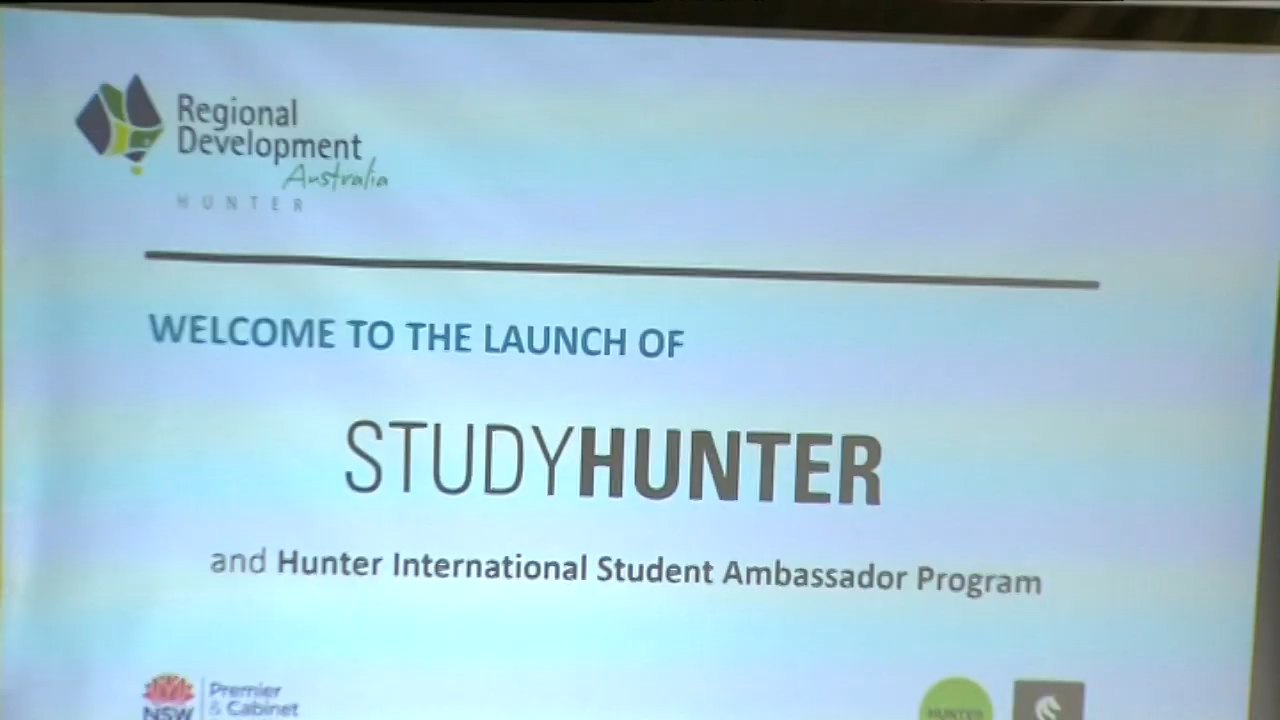 Regional
Development
Australia
HUNTER
WELCOME TO THE LAUNCH OF
STUDYHUNTER
and Hunter International Student Ambassador Program
Premier
& Cabinet
NSW
HUNTER